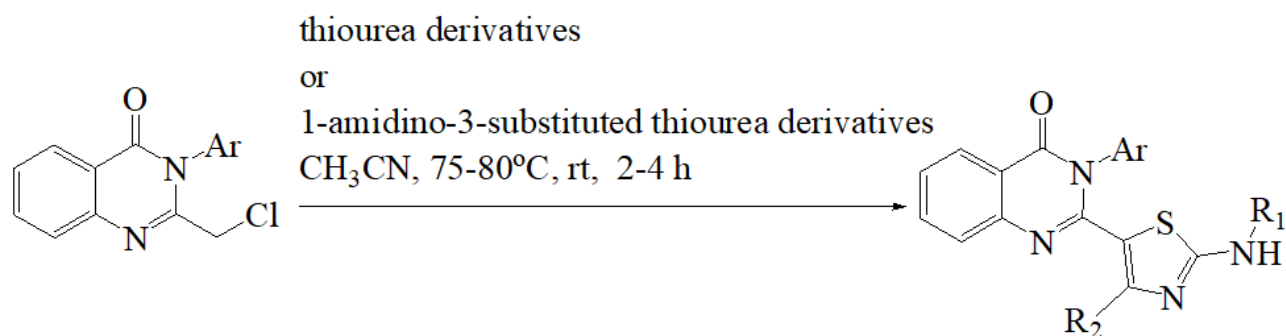 thiourea derivatives
or
1-amidino-3-substituted thiourea derivatives
CH₃CN, 75-80ºC, rt, 2-4 h
O
N
Ar
N
Cl
O
N
Ar
N
S
R₁
NH
N
R₂